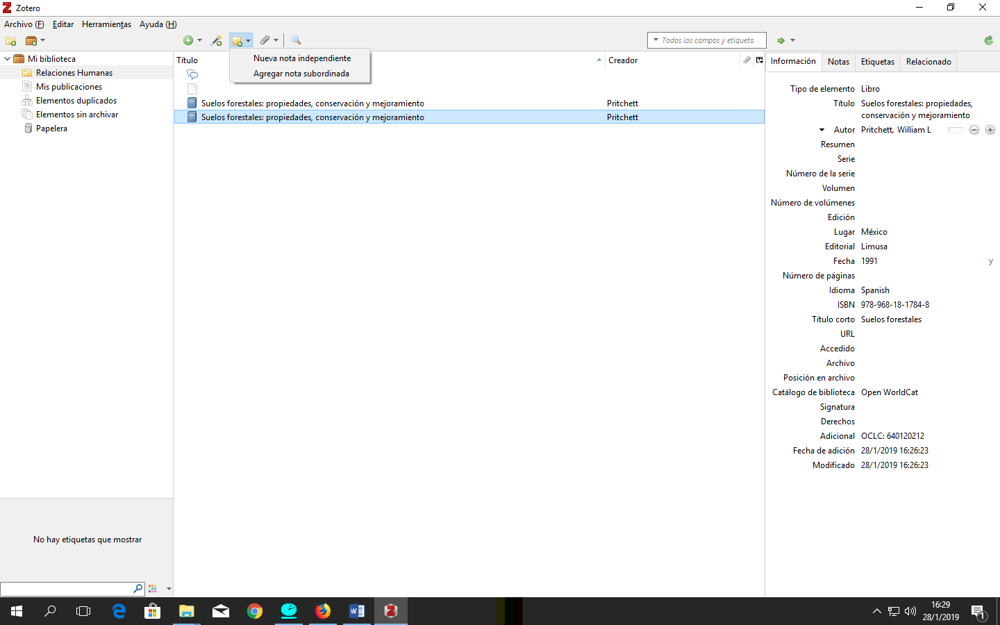 Zotero
Archivo (F) Editar Herramientas Ayuda (H)
Todos los campos y etiqueta
Nueva nota independiente
Agregar nota subordinada
Mi biblioteca
Relaciones Humanas
Mis publicaciones
Elementos duplicados
Elementos sin archivar
Papelera
No hay etiquetas que mostrar
Título Creador
Suelos forestales: propiedades, conservación y mejoramiento Pritchett
Suelos forestales: propiedades, conservación y mejoramiento Pritchett
Información Notas Etiquetas Relacionado
Tipo de elemento Libro
Título Suelos forestales: propiedades,
conservación y mejoramiento
Autor Pritchett, William L
Resumen
Serie
Número de la serie
Volumen
Número de volúmenes
Edición
Lugar México
Editorial Limusa
Fecha 1991 y
Número de páginas
Idioma Spanish
ISBN 978-968-18-1784-8
Título corto Suelos forestales
URL
Accedido
Archivo
Posición en archivo
Catálogo de biblioteca Open WorldCat
Signatura
Derechos
Adicional OCLC: 640120212
Fecha de adición 28/1/2019 16:26:23
Modificado 28/1/2019 16:26:23
16:29
28/1/2019
1